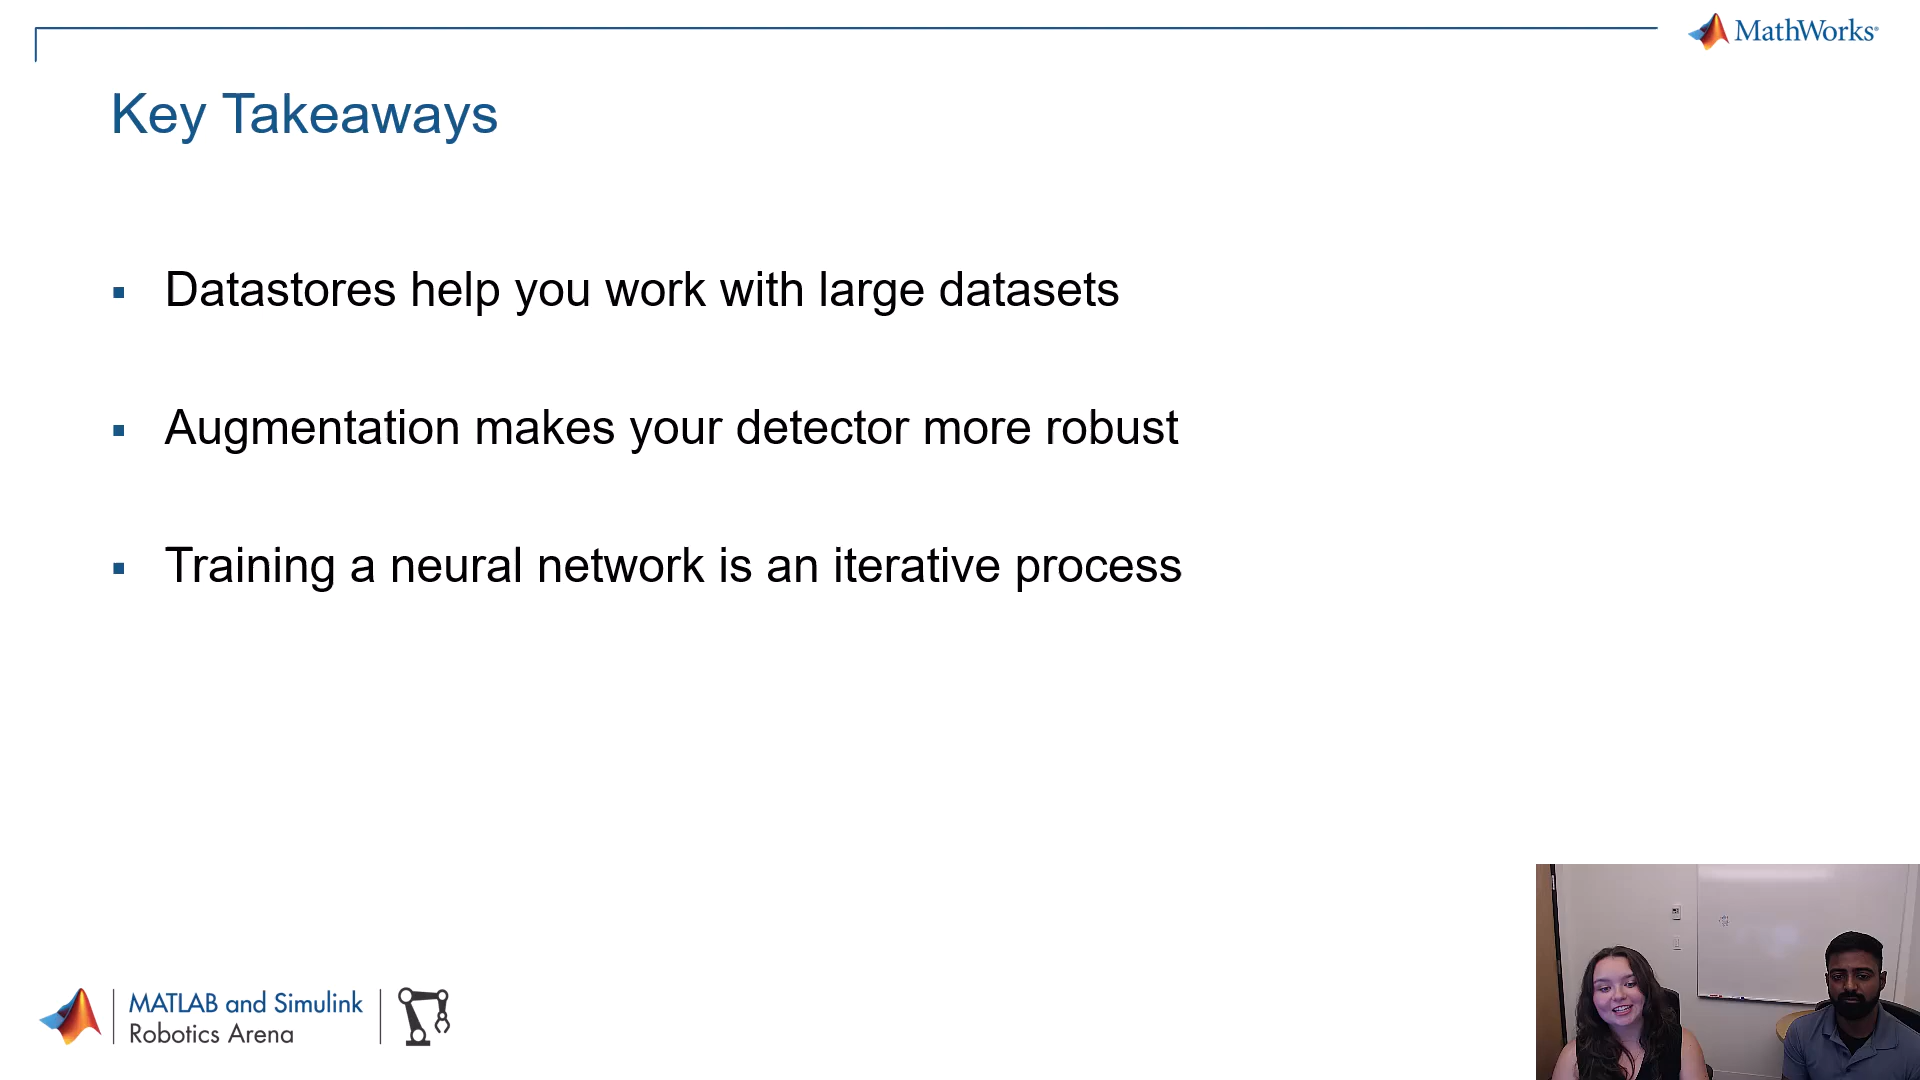 MathWorks®
Key Takeaways
▪ Datastores help you work with large datasets
▪ Augmentation makes your detector more robust
▪ Training a neural network is an iterative process
MATLAB and Simulink
Robotics Arena